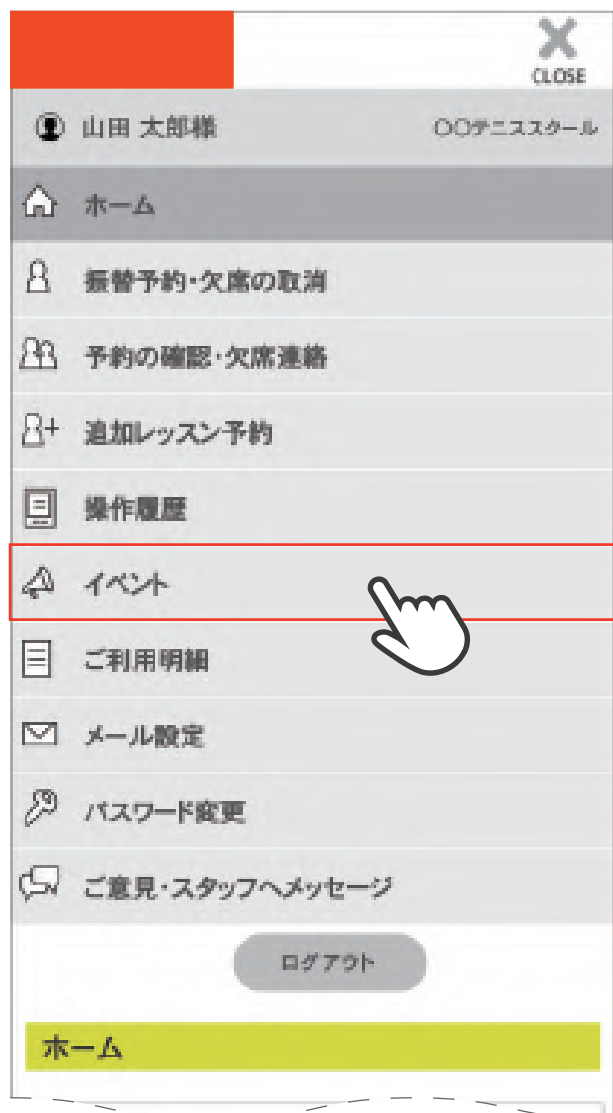 CLOSE
山田 太郎様 〇〇テニススクール
ホーム
振替予約・欠席の取消
予約の確認・欠席連絡
追加レッスン予約
操作履歴
イベント
ご利用明細
メール設定
パスワード変更
ご意見・スタッフへメッセージ
ログアウト
ホーム